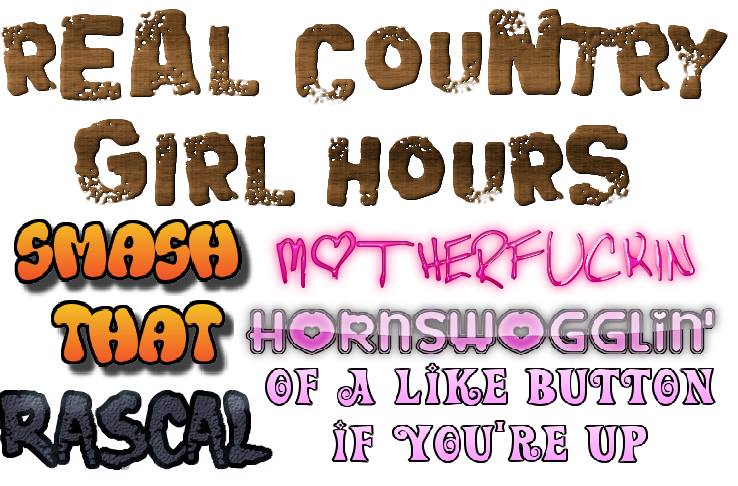 REAL COUNTRY
GIRL HOURS
SMASH
THAT
RASCAL
MOTHERFUCKIN
HORNSWOGGLIN'
OF A LIKE BUTTON
IF YOU'RE UP